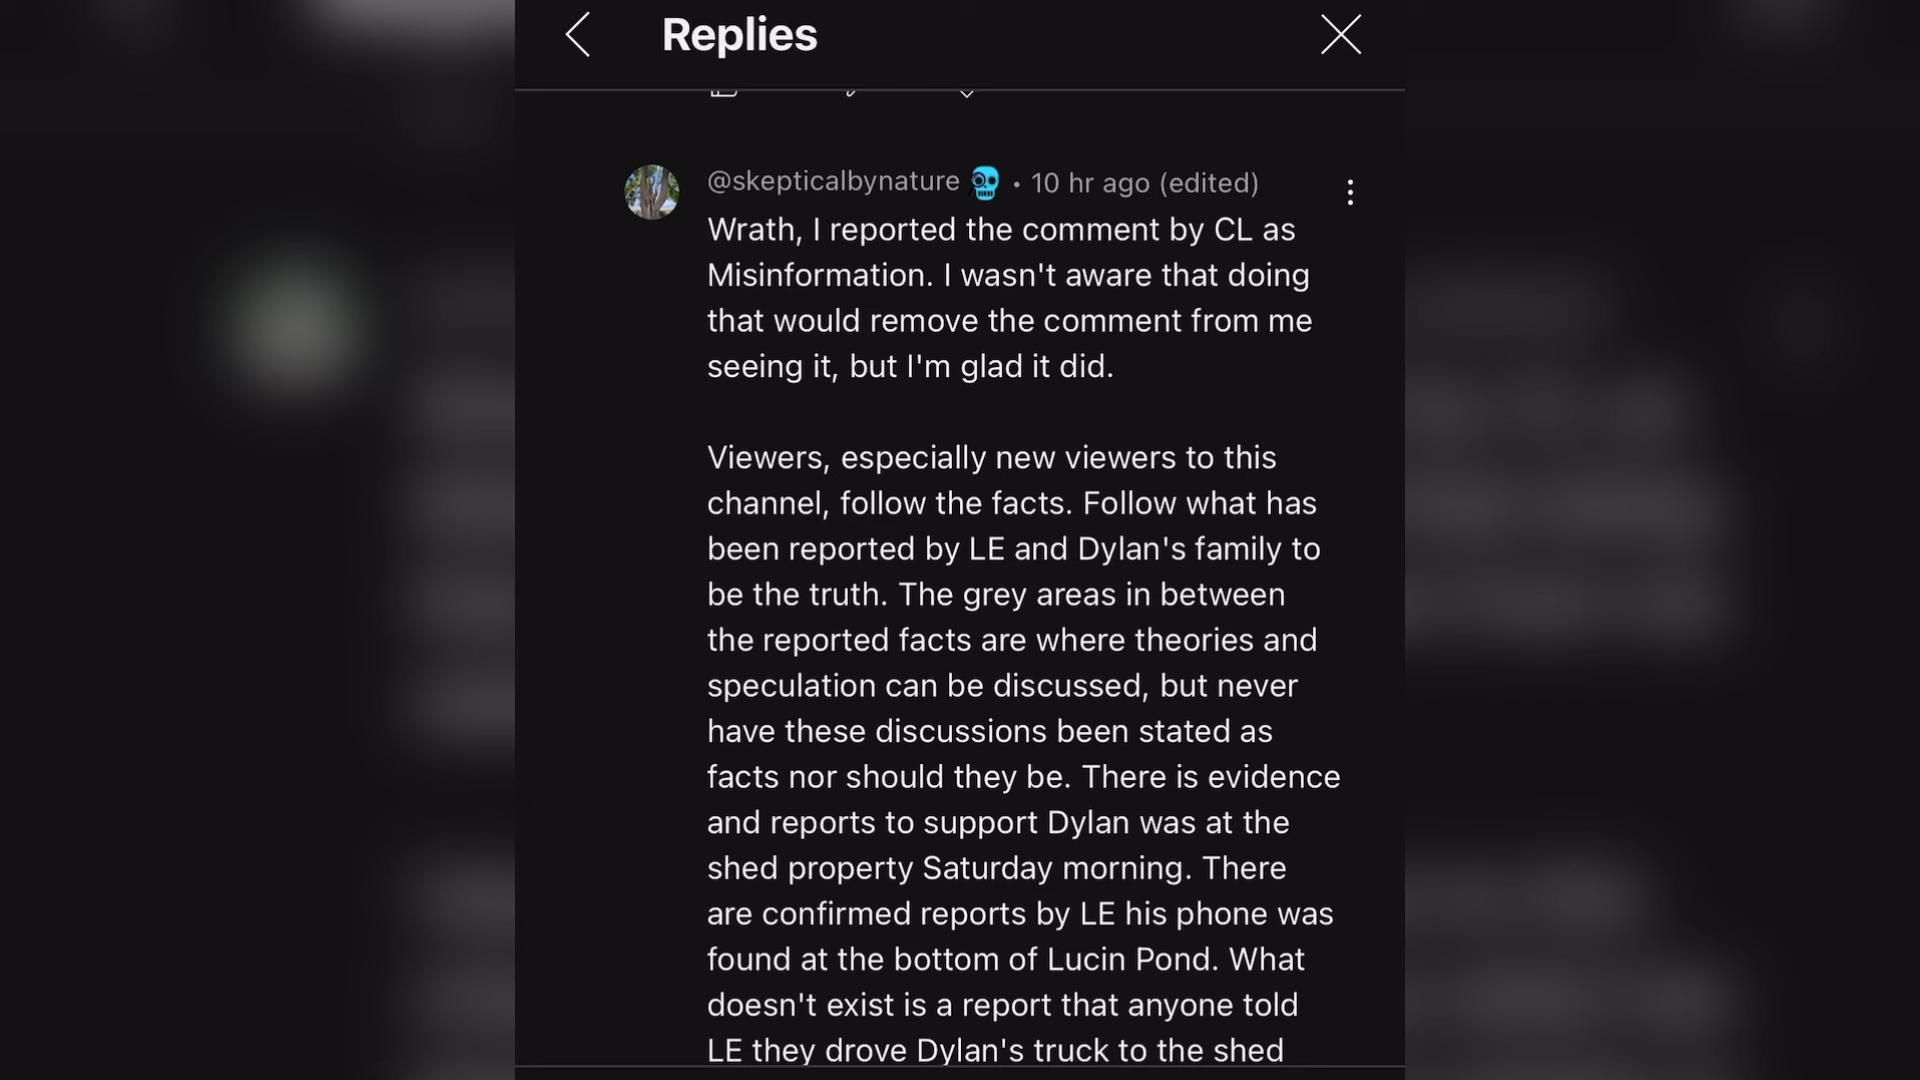 Replies
@skepticalbynature • 10 hr ago (edited)
Wrath, I reported the comment by CL as
Misinformation. I wasn't aware that doing
that would remove the comment from me
seeing it, but I'm glad it did.
Viewers, especially new viewers to this
channel, follow the facts. Follow what has
been reported by LE and Dylan's family to
be the truth. The grey areas in between
the reported facts are where theories and
speculation can be discussed, but never
have these discussions been stated as
facts nor should they be. There is evidence
and reports to support Dylan was at the
shed property Saturday morning. There
are confirmed reports by LE his phone was
found at the bottom of Lucin Pond. What
doesn't exist is a report that anyone told
LE they drove Dylan's truck to the shed